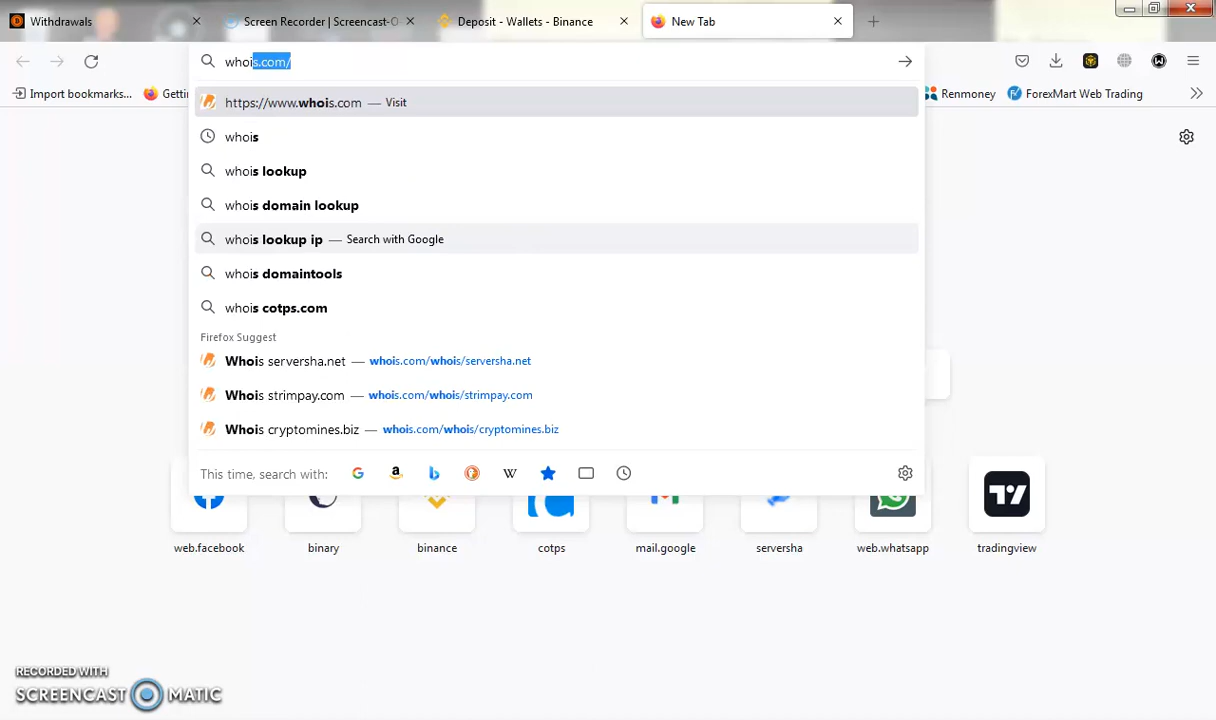 Withdrawals
Screen Recorder | Screencast-O
Deposit - Wallets - Binance
New Tab
whois.com/
Import bookmarks...
Gettin
Renmoney
ForexMart Web Trading
https://www.whois.com — Visit
whois
whois lookup
whois domain lookup
whois lookup ip — Search with Google
whois domaintools
whois cotps.com
Firefox Suggest
Whois serversha.net — whois.com/whois/serversha.net
Whois strimpay.com — whois.com/whois/strimpay.com
Whois cryptomines.biz — whois.com/whois/cryptomines.biz
This time, search with:
web.facebook
binary
binance
cotps
mail.google
serversha
web.whatsapp
tradingview
RECORDED WITH
SCREENCAST MATIC